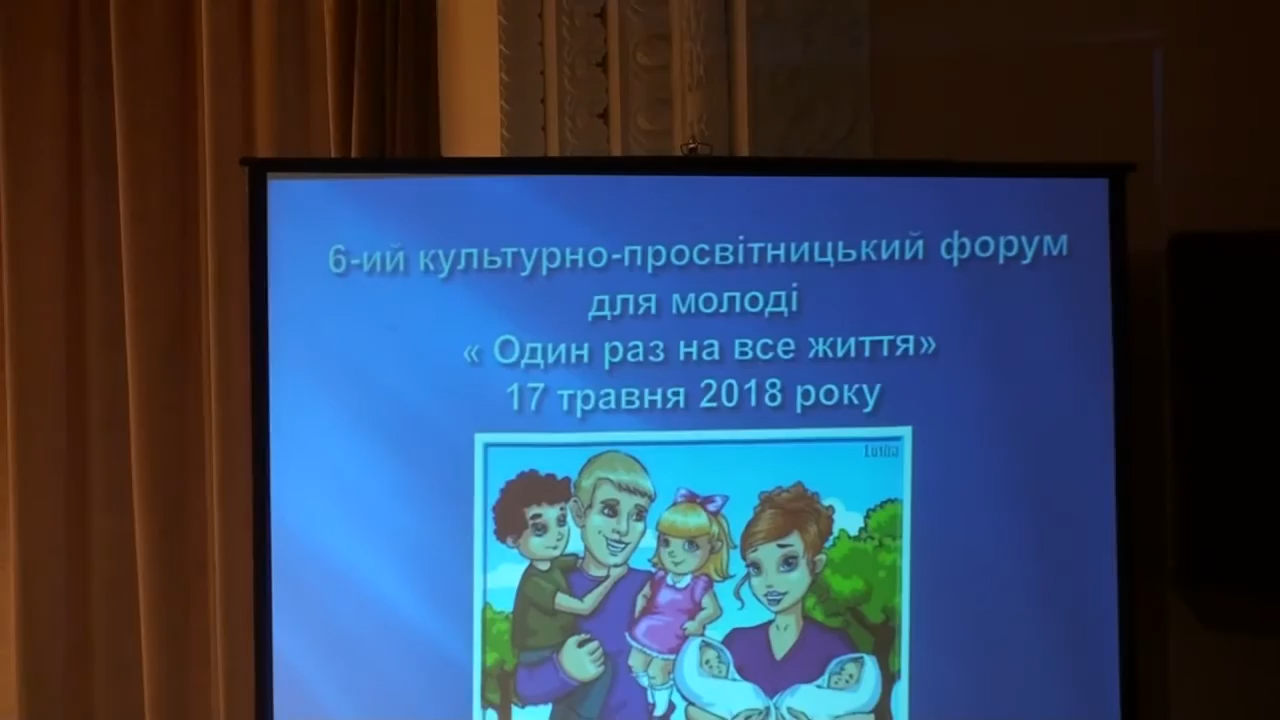 6-ий культурно-просвітницький форум
для молоді
« Один раз на все життя»
17 травня 2018 року